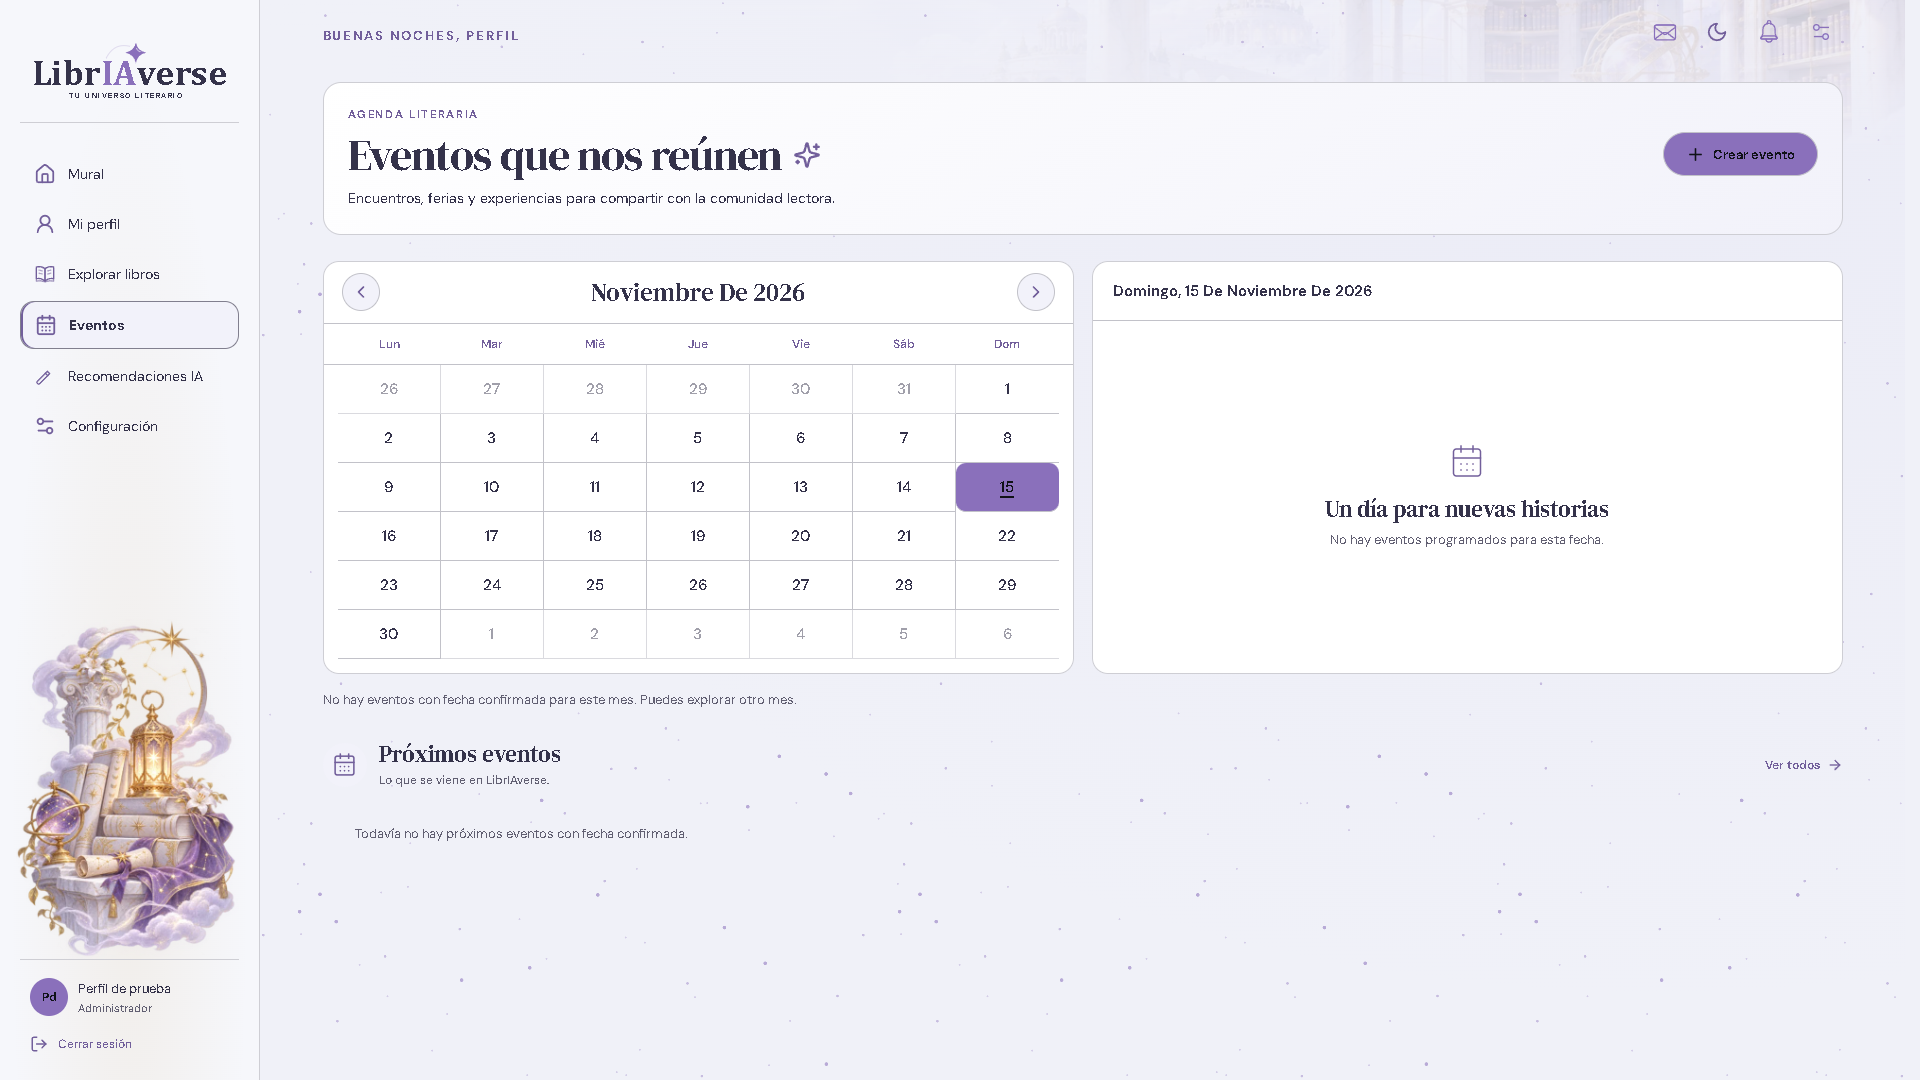 LibrIAverse
TU UNIVERSO LITERARIO
Mural
Mi perfil
Explorar libros
Eventos
Recomendaciones IA
Configuración
Pd
Perfil de prueba
Administrador
Cerrar sesión
BUENAS NOCHES, PERFIL
AGENDA LITERARIA
Eventos que nos reúnen
Encuentros, ferias y experiencias para compartir con la comunidad lectora.
Crear evento
Noviembre De 2026
Lun Mar Mié Jue Vie Sáb Dom
26 27 28 29 30 31 1
2 3 4 5 6 7 8
9 10 11 12 13 14 15
16 17 18 19 20 21 22
23 24 25 26 27 28 29
30 1 2 3 4 5 6
Domingo, 15 De Noviembre De 2026
Un día para nuevas historias
No hay eventos programados para esta fecha.
No hay eventos con fecha confirmada para este mes. Puedes explorar otro mes.
Próximos eventos
Lo que se viene en LibrIAverse.
Ver todos
Todavía no hay próximos eventos con fecha confirmada.